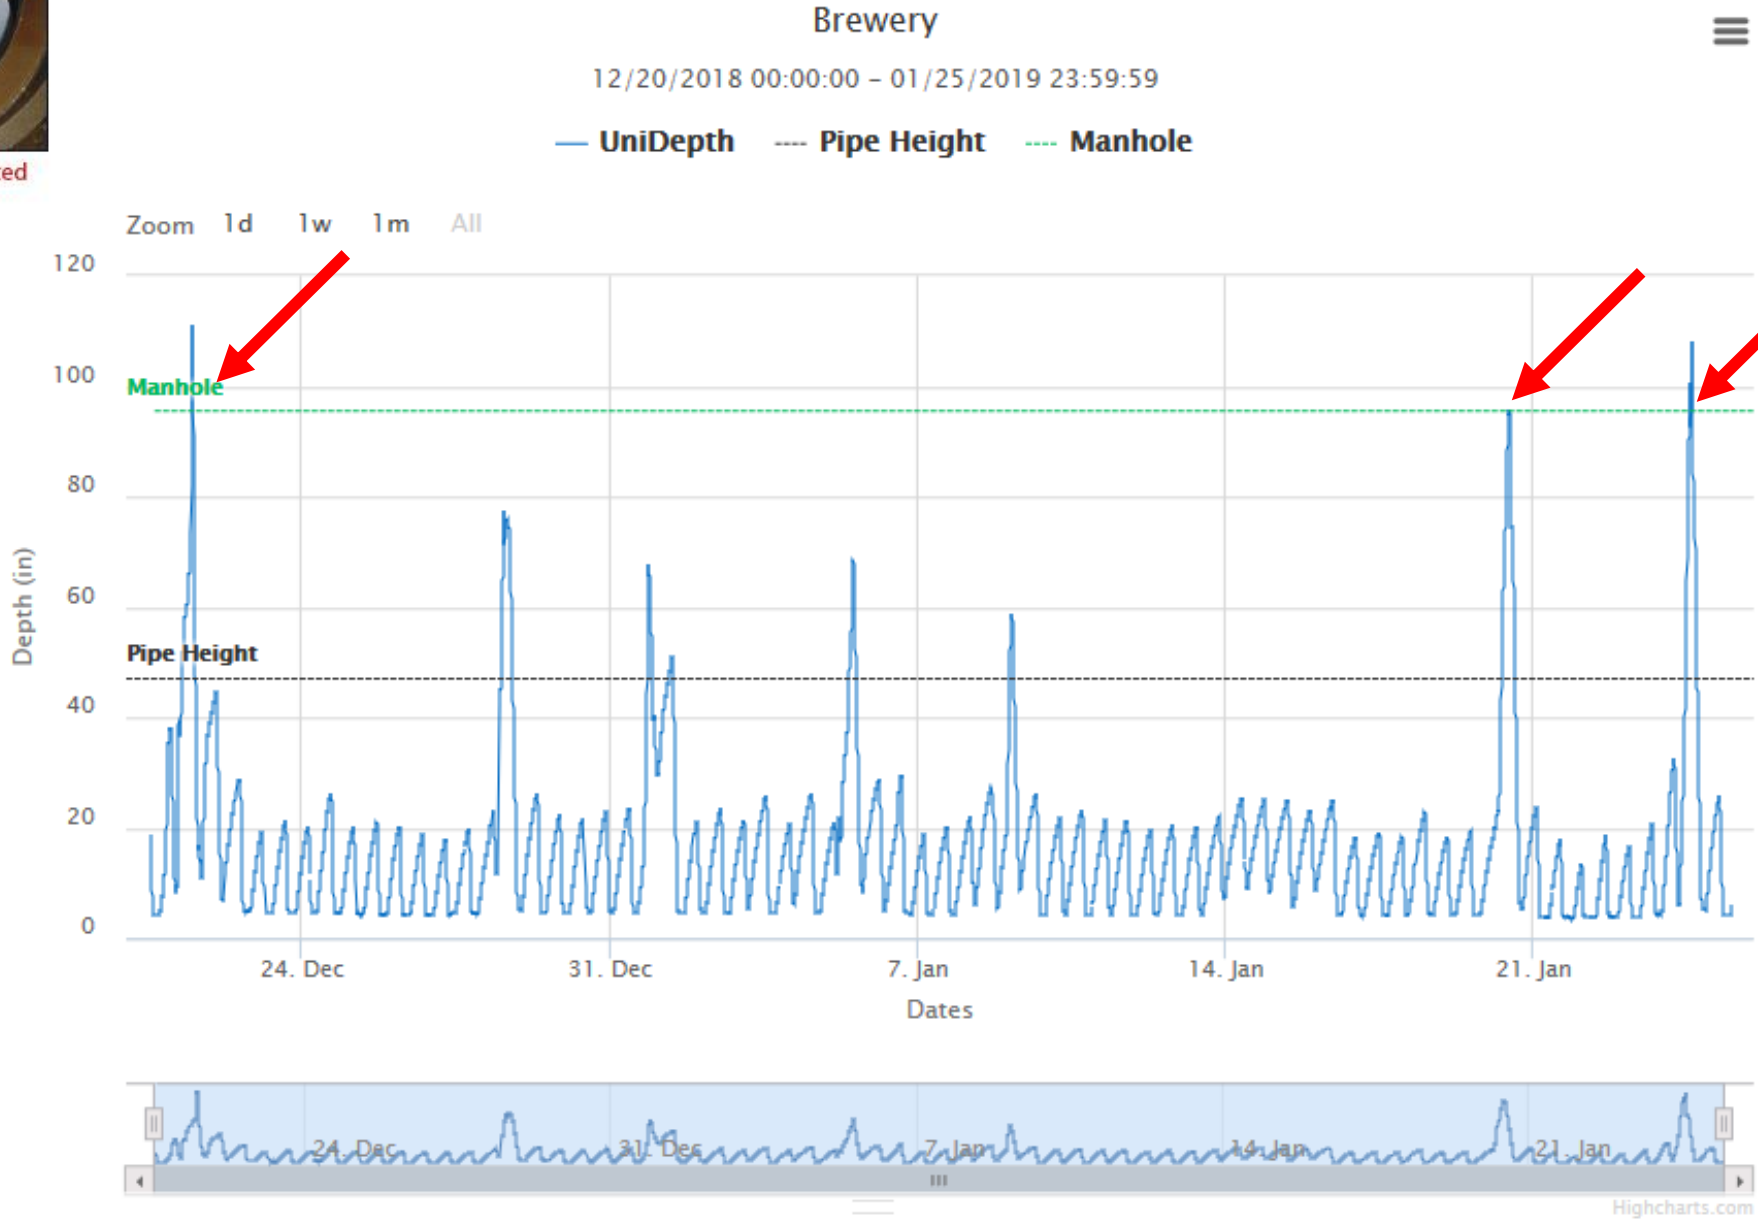 Brewery
12/20/2018 00:00:00 – 01/25/2019 23:59:59
UniDepth Pipe Height Manhole
ted
Zoom 1d 1w 1m All
120
100
Manhole
80
60
Depth (in)
Pipe Height
40
20
0
24. Dec 31. Dec 7. Jan 14. Jan 21. Jan
Dates
24. Dec 31. Dec 7. Jan 14. Jan 21. Jan
Highcharts.com